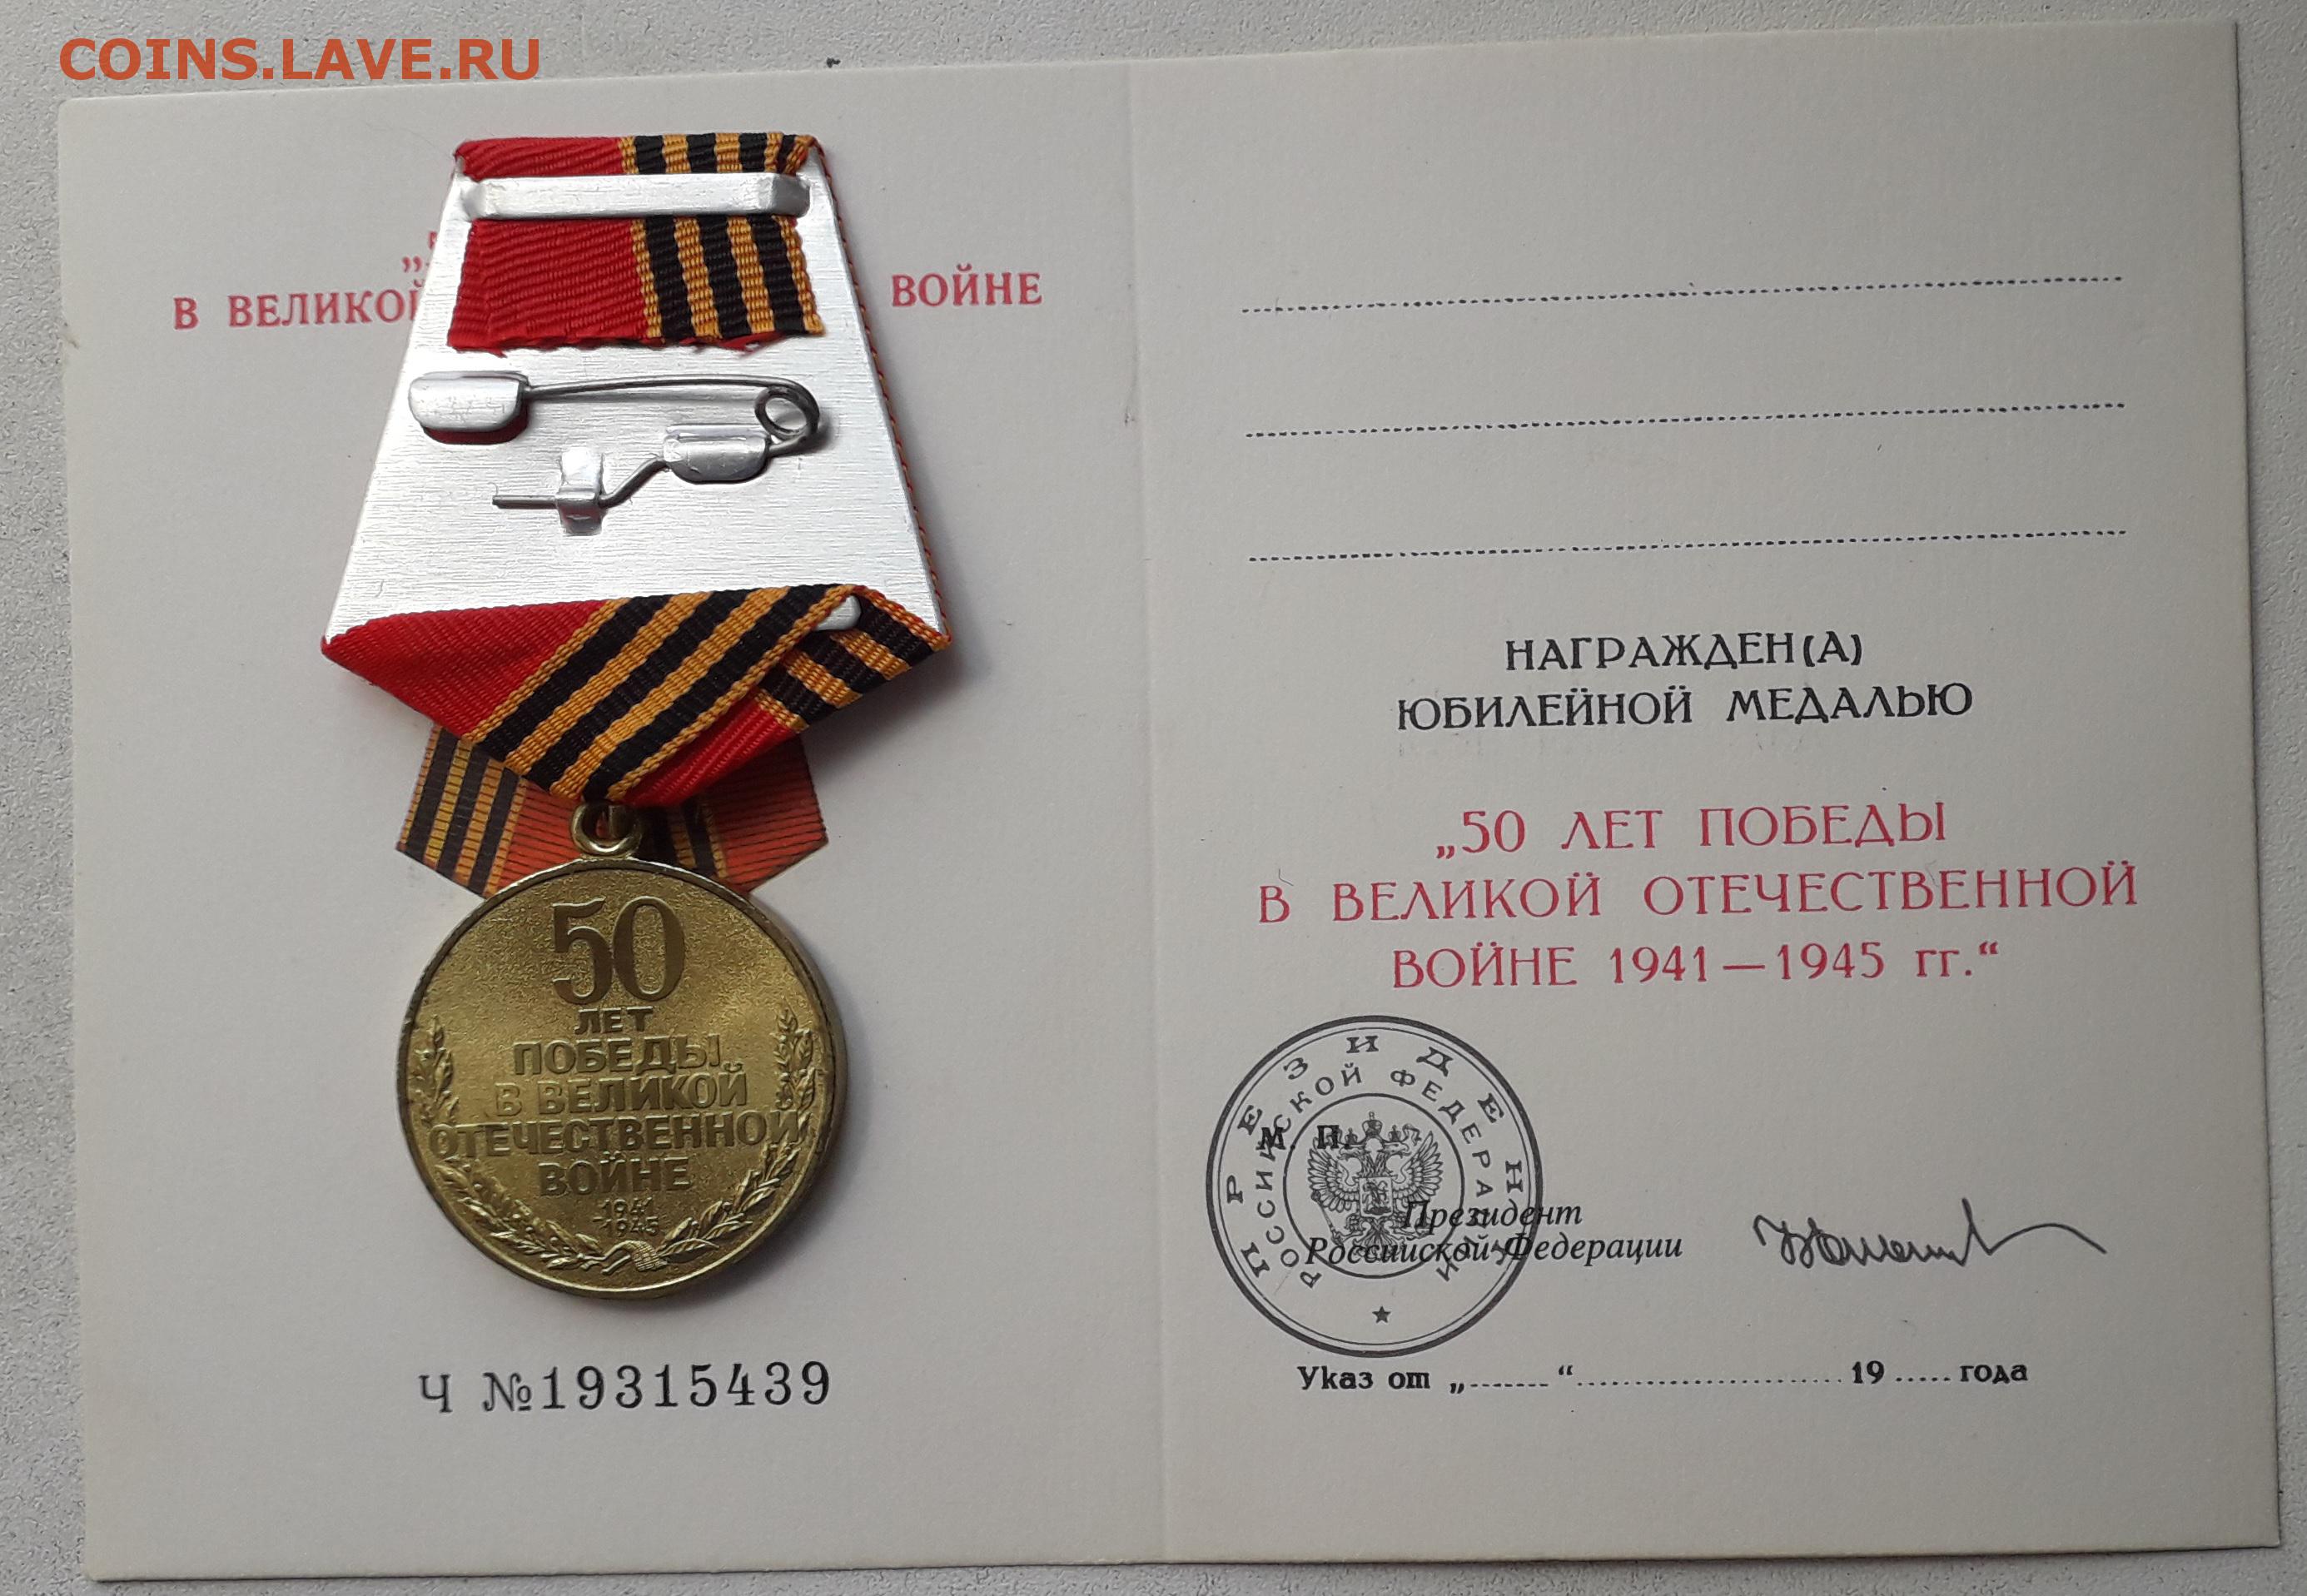 COINS.LAVE.RU
В ВЕЛИКОЙ ВОЙНЕ
50
ЛЕТ
ПОБЕДЫ
В ВЕЛИКОЙ
ОТЕЧЕСТВЕННОЙ
ВОЙНЕ
1941
1945
Ч №19315439
НАГРАЖДЕН(А)
ЮБИЛЕЙНОЙ МЕДАЛЬЮ
„50 ЛЕТ ПОБЕДЫ
В ВЕЛИКОЙ ОТЕЧЕСТВЕННОЙ
ВОЙНЕ 1941—1945 гг.“
ПРЕЗИДЕНТ
РОССИЙСКОЙ ФЕДЕРАЦИИ
М. П.
Президент
Российской Федерации
Указ от „........“........................ 19..... года